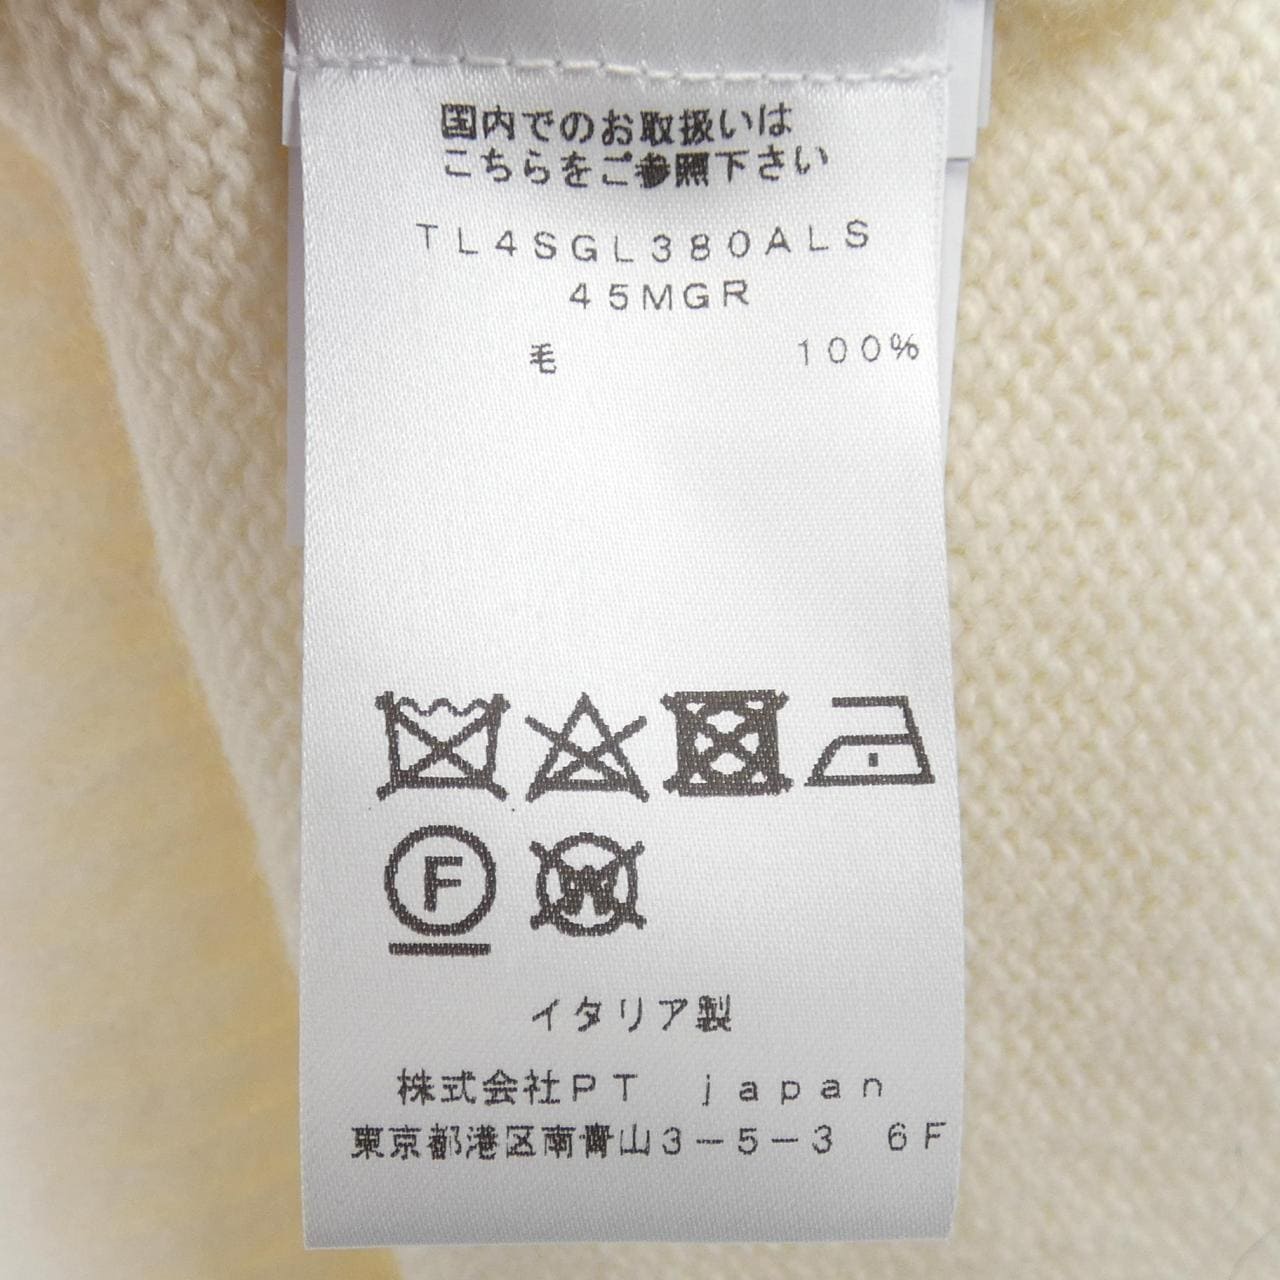 国内でのお取扱いは
こちらをご参照下さい
TL4SGL380ALS
45MGR
毛 100%
F
W
イタリア製
株式会社PT japan
東京都港区南青山3-5-3 6F